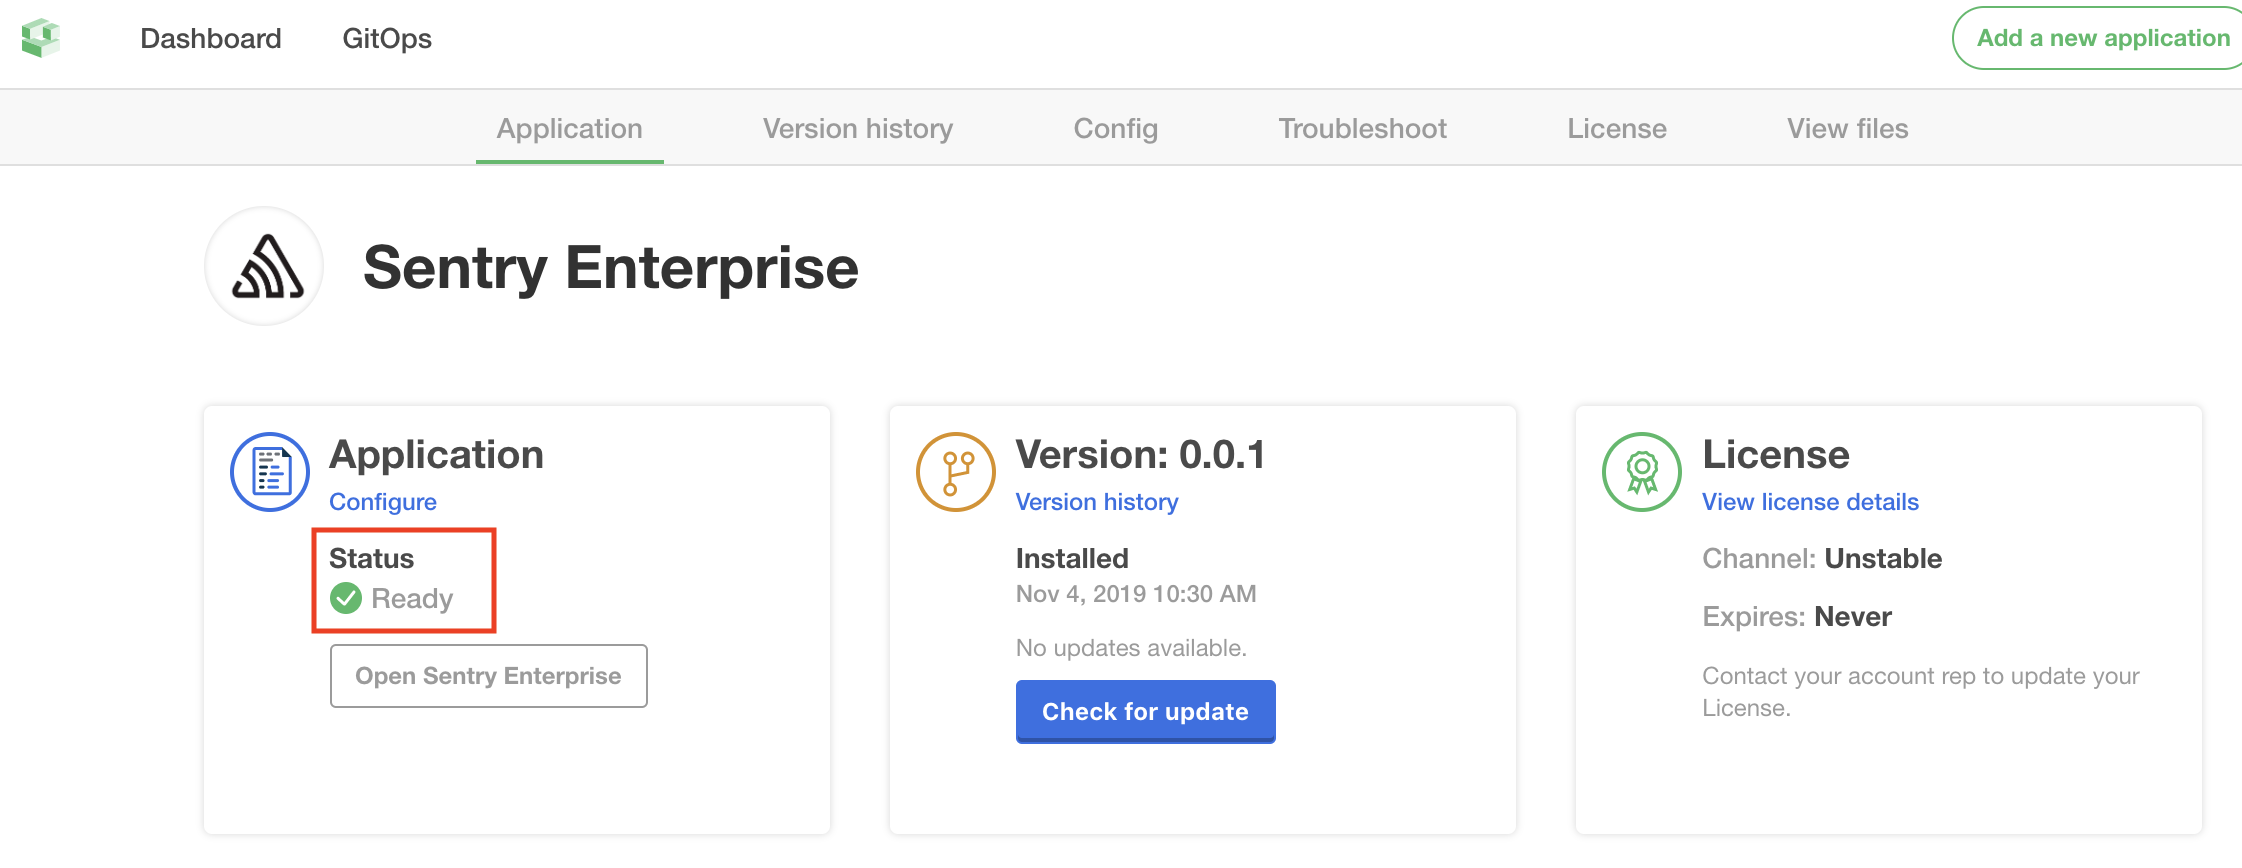 Dashboard GitOps Add a new application
Application Version history Config Troubleshoot License View files
Sentry Enterprise
Application
Configure
Status
Ready
Open Sentry Enterprise
Version: 0.0.1
Version history
Installed
Nov 4, 2019 10:30 AM
No updates available.
Check for update
License
View license details
Channel: Unstable
Expires: Never
Contact your account rep to update your
License.